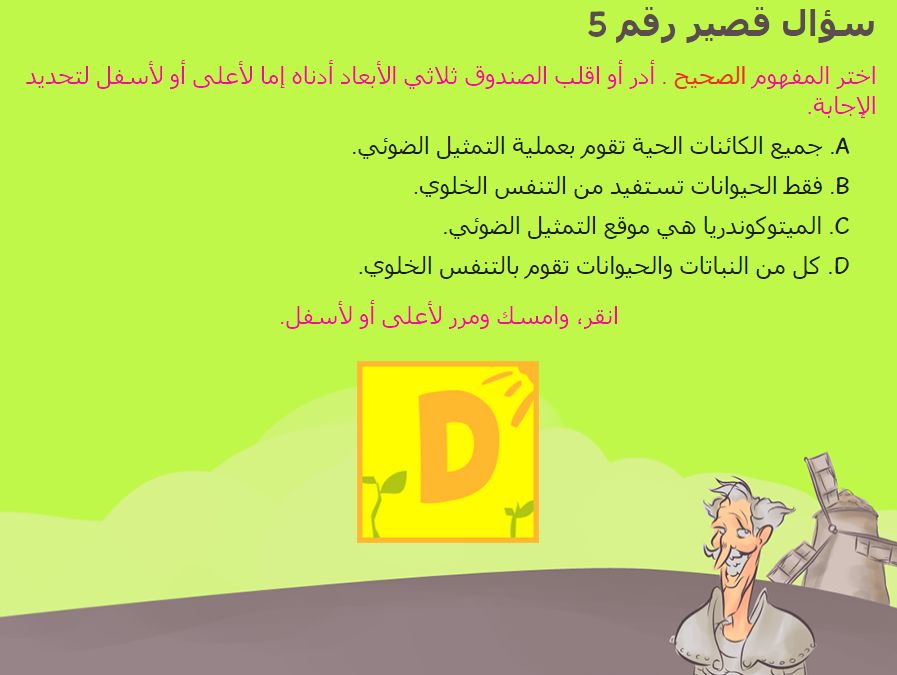 سؤال قصير رقم 5
اختر المفهوم الصحيح . أدر أو اقلب الصندوق ثلاثي الأبعاد أدناه إما لأعلى أو لأسفل لتحديد
الإجابة.
A. جميع الكائنات الحية تقوم بعملية التمثيل الضوئي.
B. فقط الحيوانات تستفيد من التنفس الخلوي.
C. الميتوكوندريا هي موقع التمثيل الضوئي.
D. كل من النباتات والحيوانات تقوم بالتنفس الخلوي.
انقر، وامسك ومرر لأعلى أو لأسفل.
D